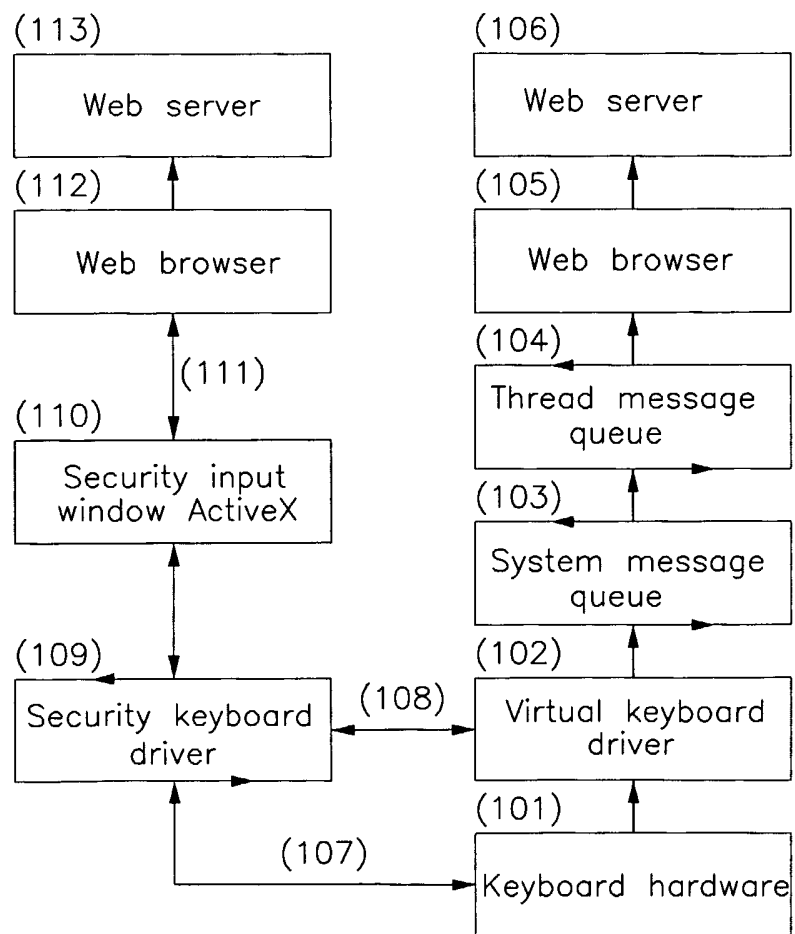 (113)
Web server
(112)
Web browser
(111)
(110)
Security input
window ActiveX
(109)
Security keyboard
driver
(108)
(107)
(106)
Web server
(105)
Web browser
(104)
Thread message
queue
(103)
System message
queue
(102)
Virtual keyboard
driver
(101)
Keyboard hardware